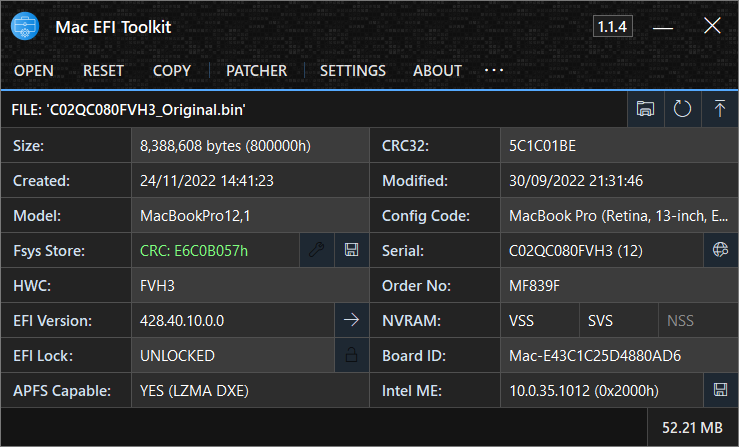 Mac EFI Toolkit
1.1.4
OPEN RESET COPY PATCHER SETTINGS ABOUT ···
FILE: 'C02QC080FVH3_Original.bin'
Size: 8,388,608 bytes (800000h) CRC32: 5C1C01BE
Created: 24/11/2022 14:41:23 Modified: 30/09/2022 21:31:46
Model: MacBookPro12,1 Config Code: MacBook Pro (Retina, 13-inch, E...
Fsys Store: CRC: E6C0B057h Serial: C02QC080FVH3 (12)
HWC: FVH3 Order No: MF839F
EFI Version: 428.40.10.0.0 NVRAM: VSS SVS NSS
EFI Lock: UNLOCKED Board ID: Mac-E43C1C25D4880AD6
APFS Capable: YES (LZMA DXE) Intel ME: 10.0.35.1012 (0x2000h)
52.21 MB